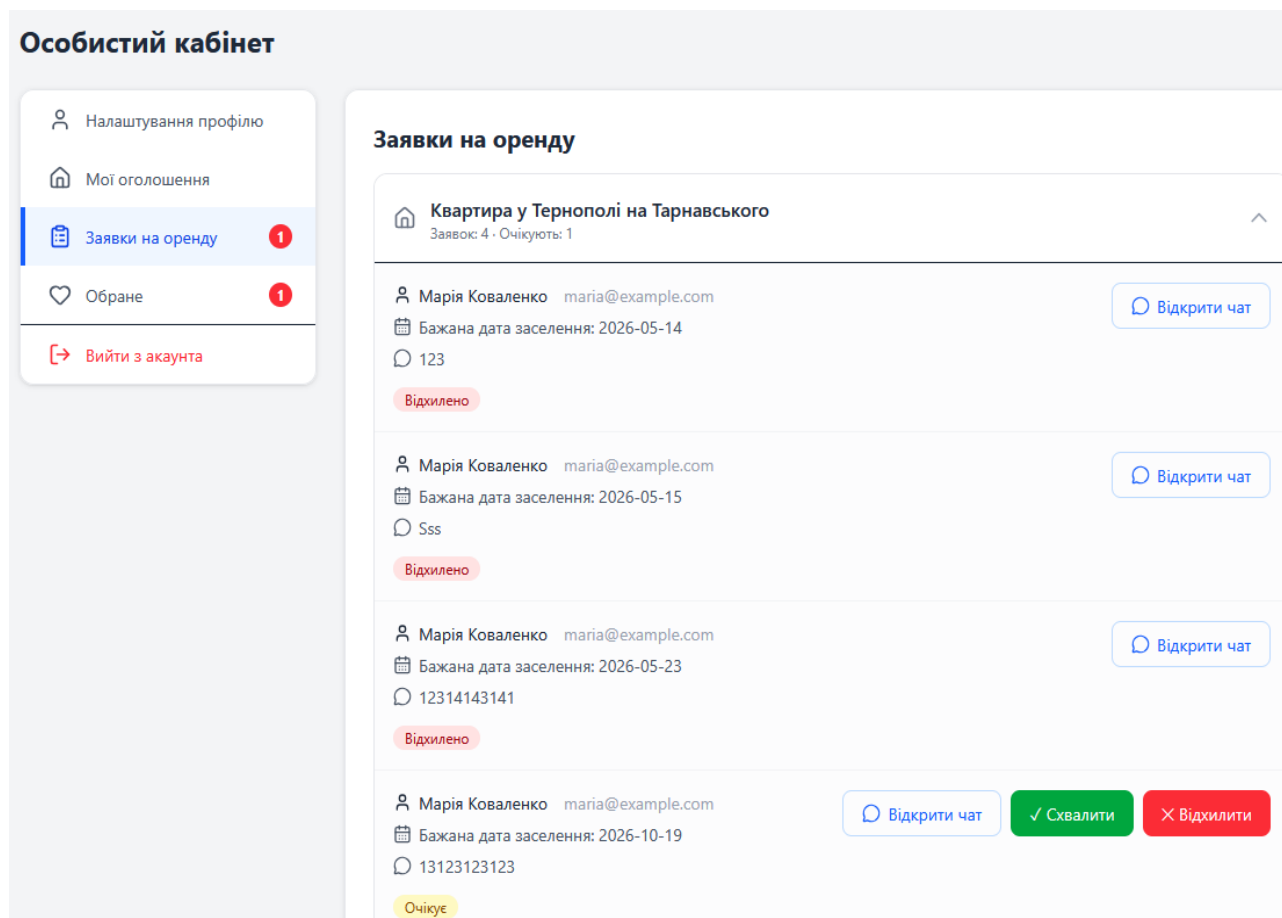 Особистий кабінет
Налаштування профілю
Мої оголошення
Заявки на оренду 1
Обране 1
Вийти з акаунта
Заявки на оренду
Квартира у Тернополі на Тарнавського
Заявок: 4 · Очікують: 1
Марія Коваленко maria@example.com
Відкрити чат
Бажана дата заселення: 2026-05-14
123
Відхилено
Марія Коваленко maria@example.com
Відкрити чат
Бажана дата заселення: 2026-05-15
Sss
Відхилено
Марія Коваленко maria@example.com
Відкрити чат
Бажана дата заселення: 2026-05-23
12314143141
Відхилено
Марія Коваленко maria@example.com
Відкрити чат ✓ Схвалити ✕ Відхилити
Бажана дата заселення: 2026-10-19
13123123123
Очікує